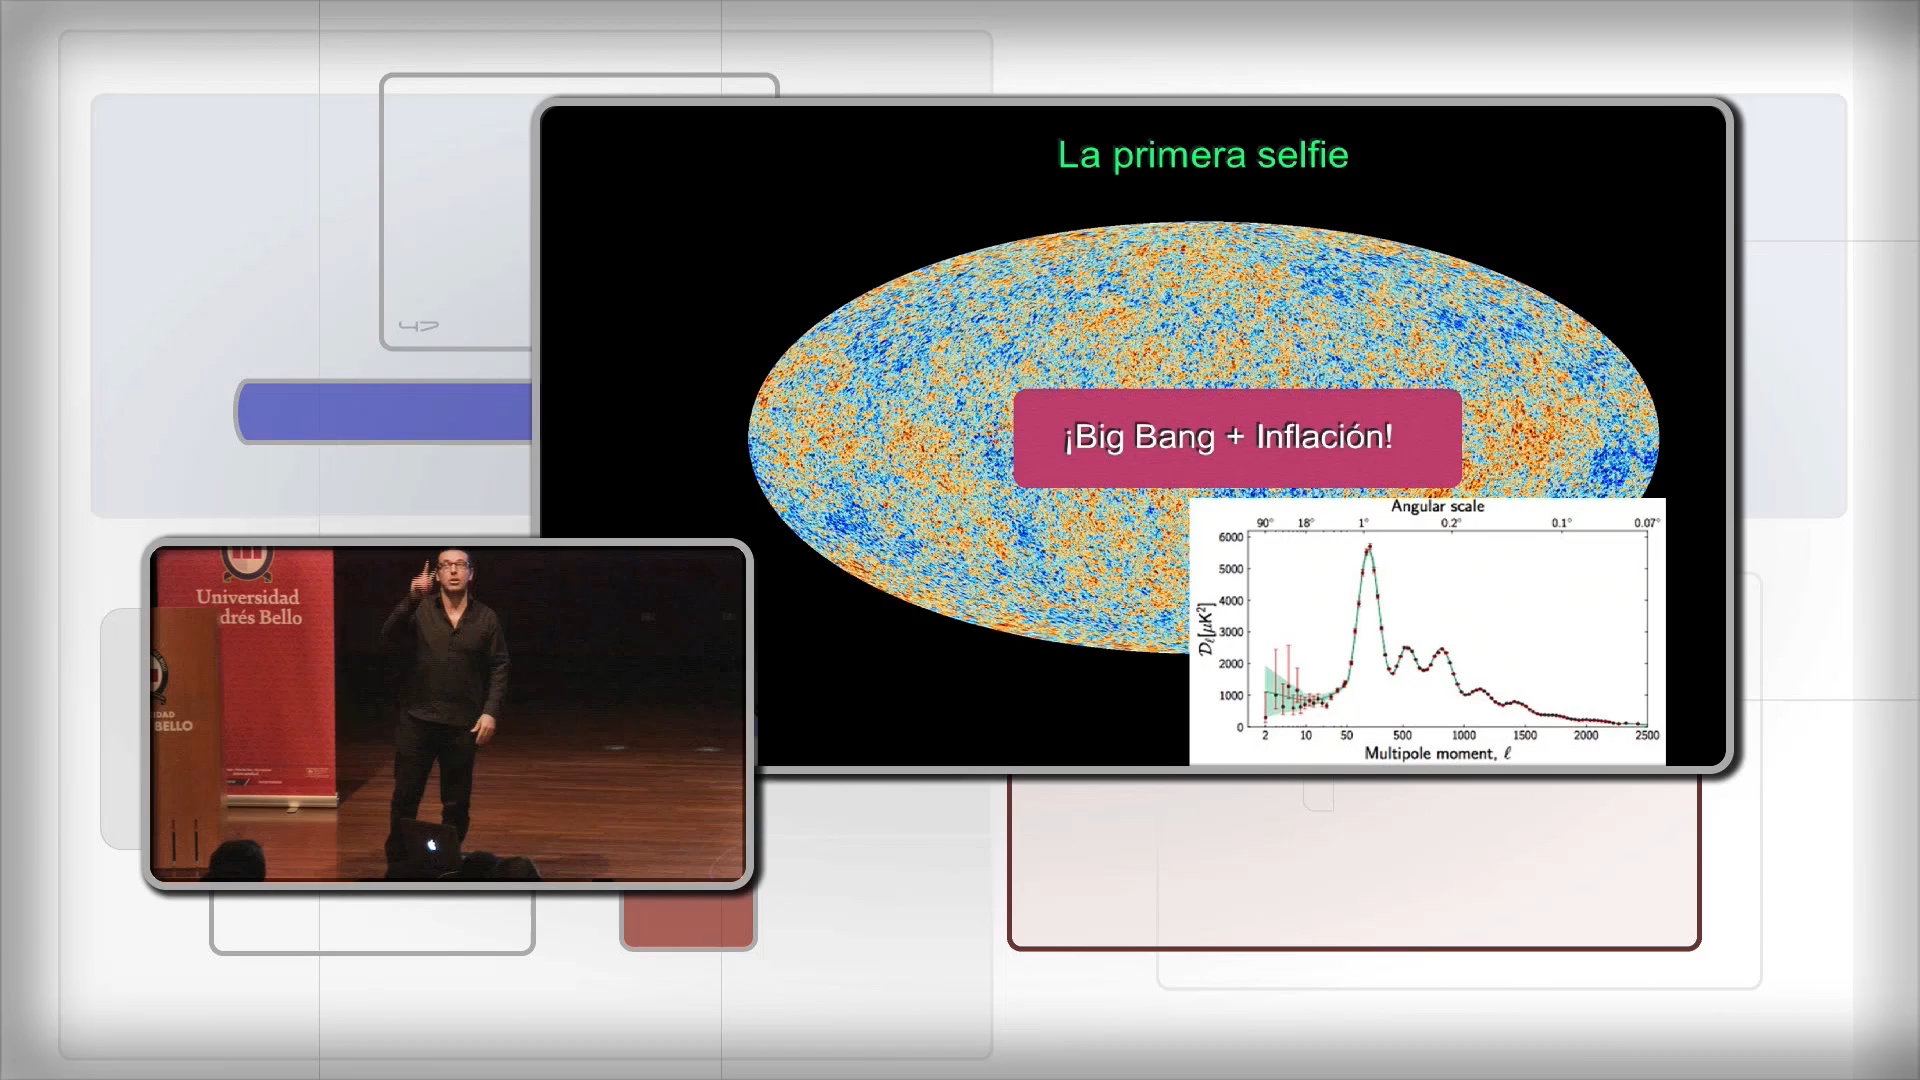 La primera selfie
¡Big Bang + Inflación!
Angular scale
90° 18° 1° 0.2° 0.1° 0.07°
6000
5000
4000
3000
2000
1000
0
𝒟ℓ[μK²]
2 10 50 500 1000 1500 2000 2500
Multipole moment, ℓ
Universidad
drés Bello
IDAD
BELLO